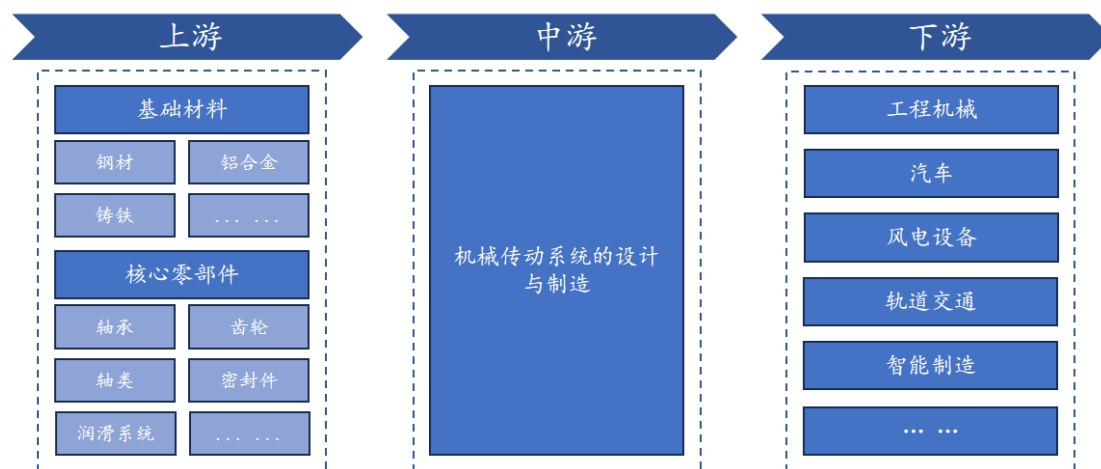 上游
基础材料
钢材
铝合金
铸铁
... ...
核心零部件
轴承
齿轮
轴类
密封件
润滑系统
... ...
中游
机械传动系统的设计
与制造
下游
工程机械
汽车
风电设备
轨道交通
智能制造
... ...